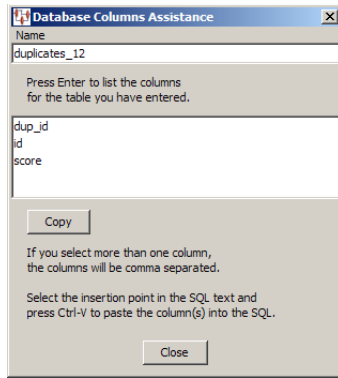 Database Columns Assistance
Name
duplicates_12
Press Enter to list the columns
for the table you have entered.
dup_id
id
score
Copy
If you select more than one column,
the columns will be comma separated.
Select the insertion point in the SQL text and
press Ctrl-V to paste the column(s) into the SQL.
Close